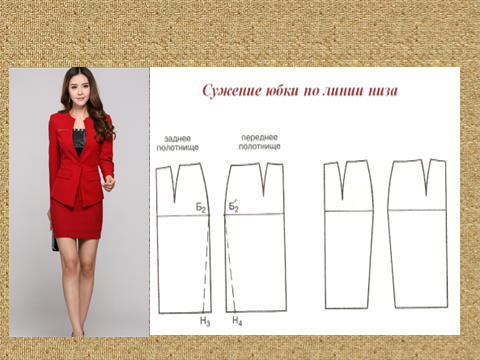 Сужение юбки по линии низа
заднее
полотнище
переднее
полотнище
Б2
Б'2
Н3
Н4